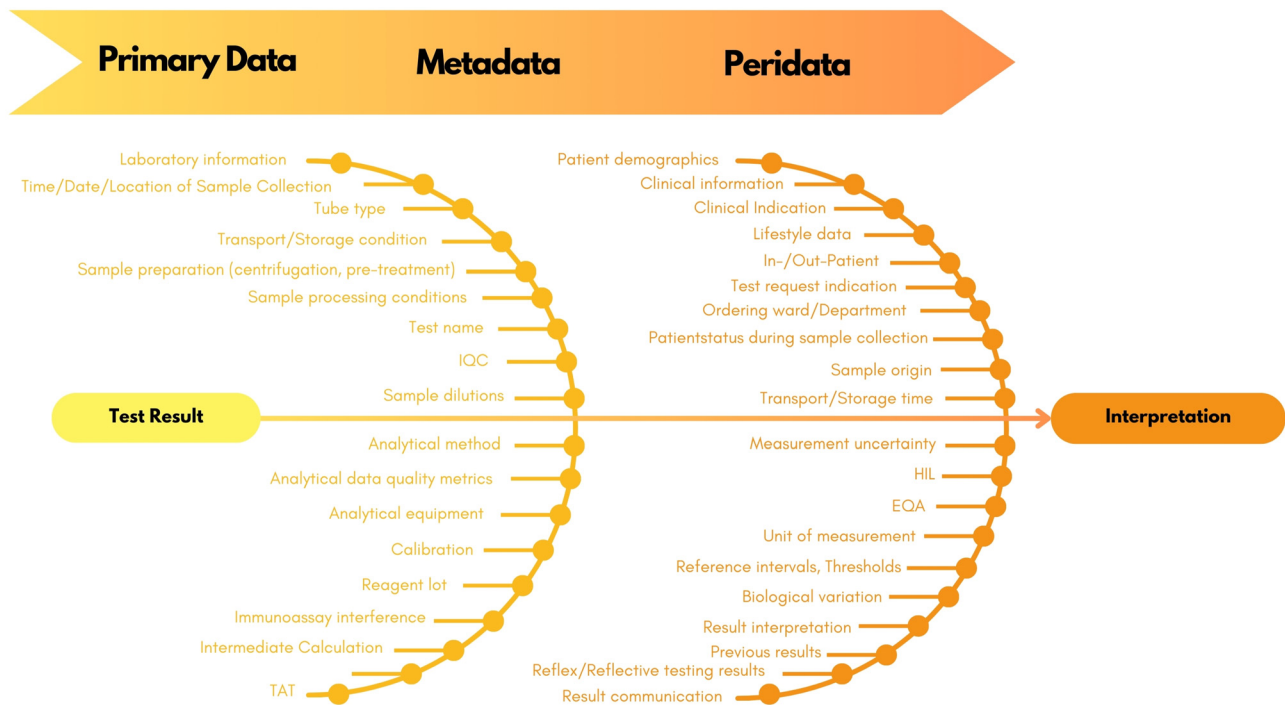 Primary Data
Metadata
Peridata
Laboratory information
Time/Date/Location of Sample Collection
Tube type
Transport/Storage condition
Sample preparation (centrifugation, pre-treatment)
Sample processing conditions
Test name
IQC
Sample dilutions
Test Result
Analytical method
Analytical data quality metrics
Analytical equipment
Calibration
Reagent lot
Immunoassay interference
Intermediate Calculation
TAT
Patient demographics
Clinical information
Clinical Indication
Lifestyle data
In-/Out-Patient
Test request indication
Ordering ward/Department
Patientstatus during sample collection
Sample origin
Transport/Storage time
Interpretation
Measurement uncertainty
HIL
EQA
Unit of measurement
Reference intervals, Thresholds
Biological variation
Result interpretation
Previous results
Reflex/Reflective testing results
Result communication